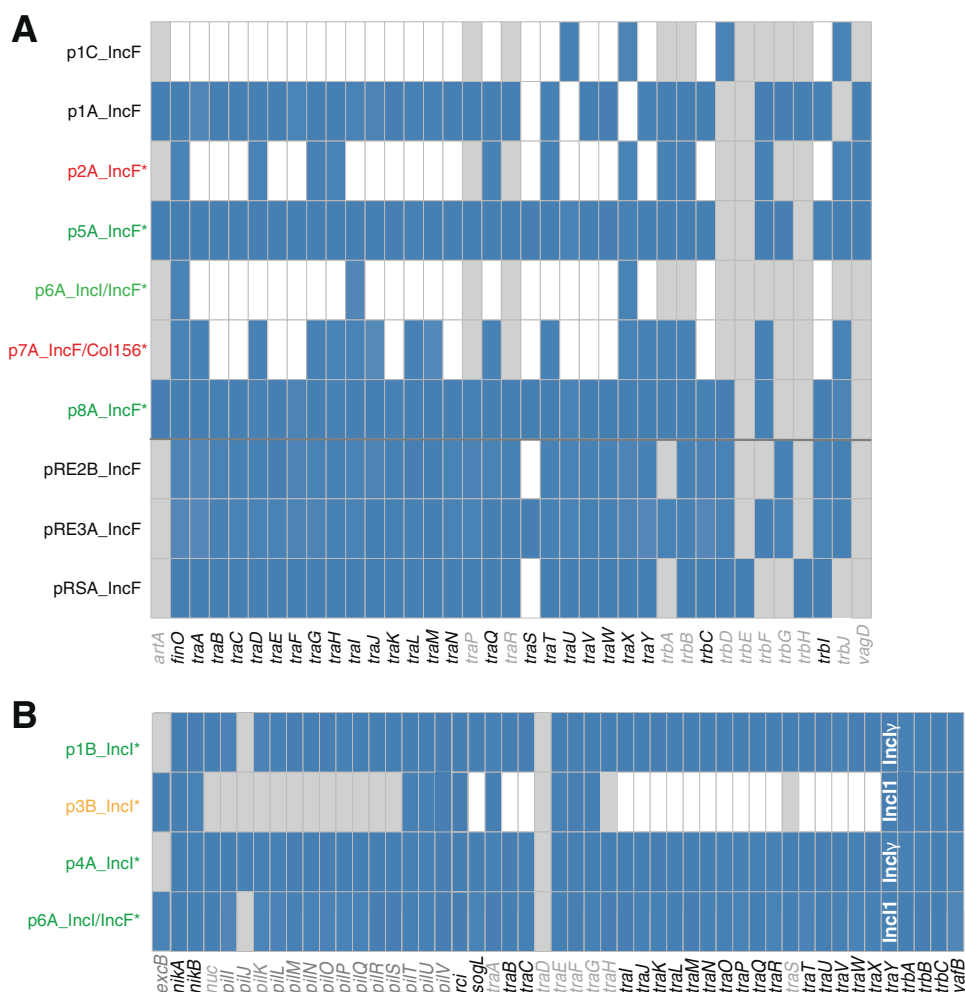 A
p1C_IncF
p1A_IncF
p2A_IncF*
p5A_IncF*
p6A_IncI/IncF*
p7A_IncF/Col156*
p8A_IncF*
pRE2B_IncF
pRE3A_IncF
pRSA_IncF
artA finO traA traB traC traD traE traF traG traH traI traJ traK traL traM traN traP traQ traR traS traT traU traV traW traX traY trbA trbB trbC trbD trbE trbF trbG trbH trbI trbJ vagD
B
p1B_IncI* IncIγ
p3B_IncI* IncI1
p4A_IncI* IncIγ
p6A_IncI/IncF* IncI1
excB nikA nikB nuc pilI pilJ pilK pilL pilM pilN pilO pilP pilQ pilR pilS pilT pilU pilV rci sogL traA traB traC traD traE traF traG traH traI traJ traK traL traM traN traO traP traQ traR traS traT traU traV traW traX traY trbA trbB trbC yafB